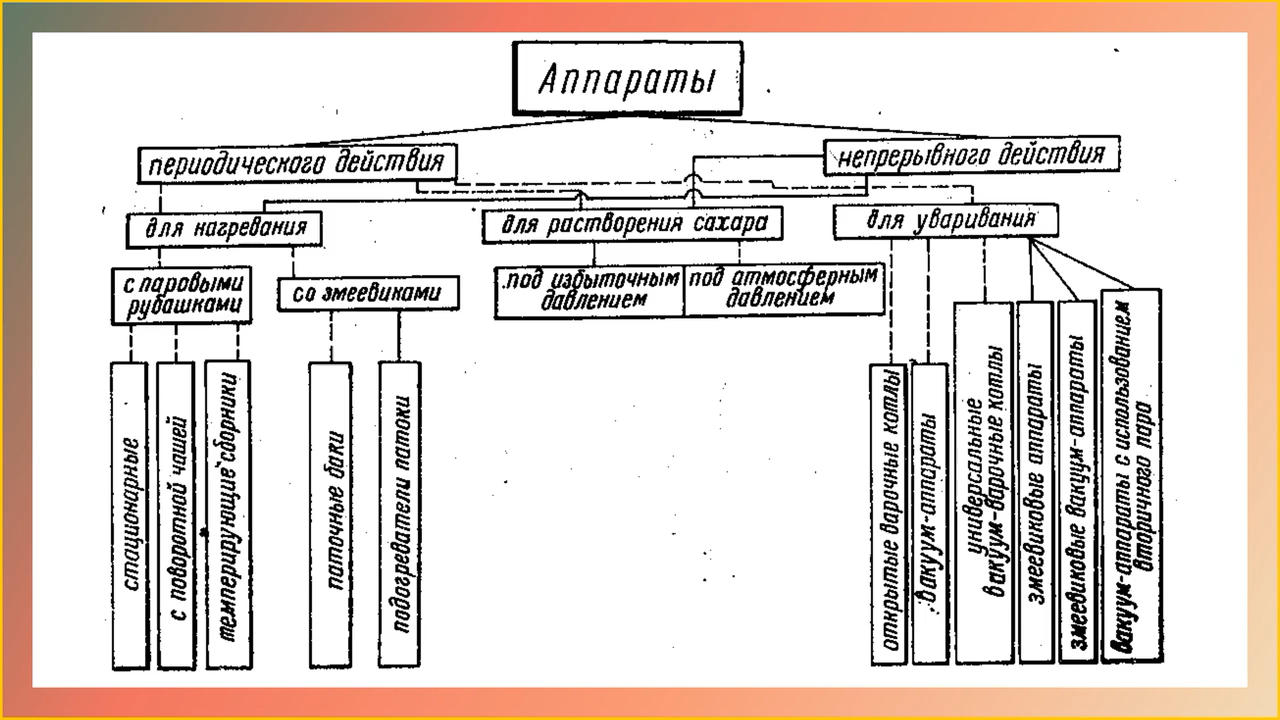 Аппараты
периодического действия
непрерывного действия
для нагревания
для растворения сахара
для уваривания
с паровыми
рубашками
со змеевиками
под избыточным
давлением
под атмосферным
давлением
стационарные
с поворотной чашей
темперирующие сборники
паточные баки
подогреватели патоки
открытые варочные котлы
вакуум-аппараты
универсальные
вакуум-варочные котлы
змеевиковые аппараты
змеевиковые вакуум-аппараты
вакуум-аппараты с использованием
вторичного пара